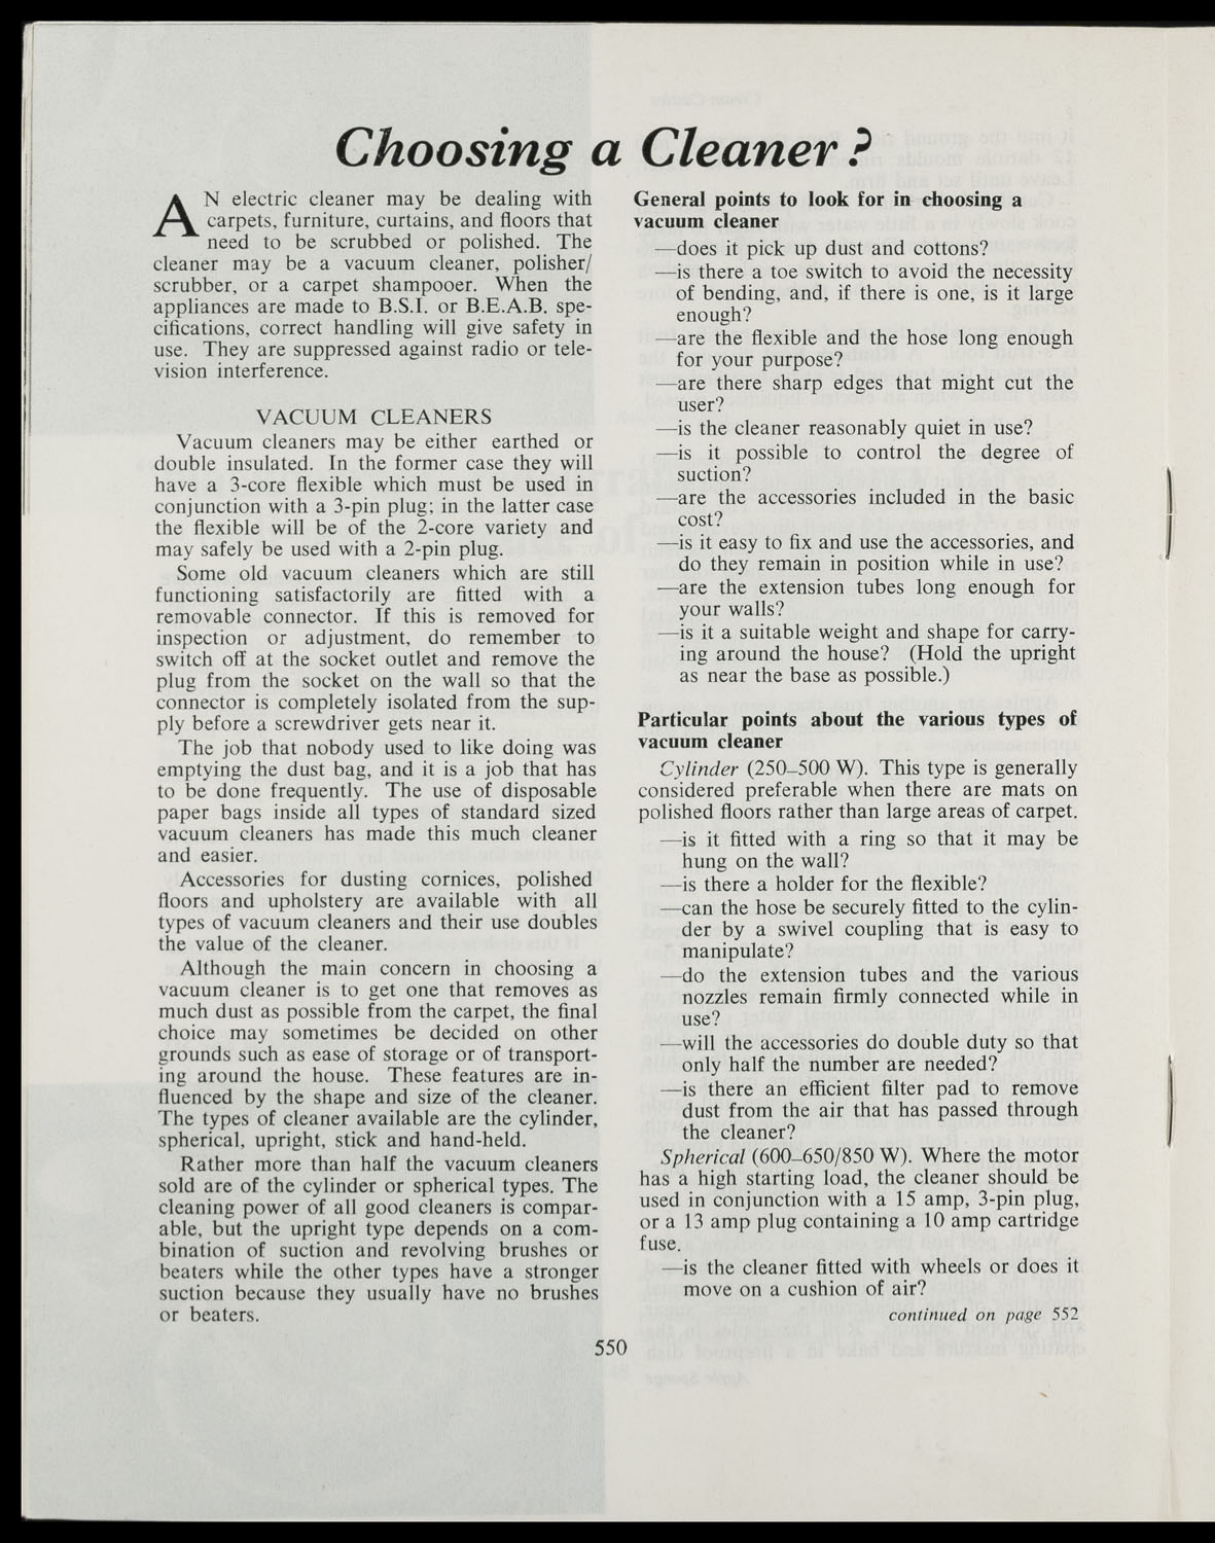 Choosing a Cleaner?
AN electric cleaner may be dealing with
carpets, furniture, curtains, and floors that
need to be scrubbed or polished. The
cleaner may be a vacuum cleaner, polisher/
scrubber, or a carpet shampooer. When the
appliances are made to B.S.I. or B.E.A.B. spe-
cifications, correct handling will give safety in
use. They are suppressed against radio or tele-
vision interference.
VACUUM CLEANERS
Vacuum cleaners may be either earthed or
double insulated. In the former case they will
have a 3-core flexible which must be used in
conjunction with a 3-pin plug; in the latter case
the flexible will be of the 2-core variety and
may safely be used with a 2-pin plug.
Some old vacuum cleaners which are still
functioning satisfactorily are fitted with a
removable connector. If this is removed for
inspection or adjustment, do remember to
switch off at the socket outlet and remove the
plug from the socket on the wall so that the
connector is completely isolated from the sup-
ply before a screwdriver gets near it.
The job that nobody used to like doing was
emptying the dust bag, and it is a job that has
to be done frequently. The use of disposable
paper bags inside all types of standard sized
vacuum cleaners has made this much cleaner
and easier.
Accessories for dusting cornices, polished
floors and upholstery are available with all
types of vacuum cleaners and their use doubles
the value of the cleaner.
Although the main concern in choosing a
vacuum cleaner is to get one that removes as
much dust as possible from the carpet, the final
choice may sometimes be decided on other
grounds such as ease of storage or of transport-
ing around the house. These features are in-
fluenced by the shape and size of the cleaner.
The types of cleaner available are the cylinder,
spherical, upright, stick and hand-held.
Rather more than half the vacuum cleaners
sold are of the cylinder or spherical types. The
cleaning power of all good cleaners is compar-
able, but the upright type depends on a com-
bination of suction and revolving brushes or
beaters while the other types have a stronger
suction because they usually have no brushes
or beaters.
General points to look for in choosing a
vacuum cleaner
—does it pick up dust and cottons?
—is there a toe switch to avoid the necessity
of bending, and, if there is one, is it large
enough?
—are the flexible and the hose long enough
for your purpose?
—are there sharp edges that might cut the
user?
—is the cleaner reasonably quiet in use?
—is it possible to control the degree of
suction?
—are the accessories included in the basic
cost?
—is it easy to fix and use the accessories, and
do they remain in position while in use?
—are the extension tubes long enough for
your walls?
—is it a suitable weight and shape for carry-
ing around the house? (Hold the upright
as near the base as possible.)
Particular points about the various types of
vacuum cleaner
Cylinder (250–500 W). This type is generally
considered preferable when there are mats on
polished floors rather than large areas of carpet.
—is it fitted with a ring so that it may be
hung on the wall?
—is there a holder for the flexible?
—can the hose be securely fitted to the cylin-
der by a swivel coupling that is easy to
manipulate?
—do the extension tubes and the various
nozzles remain firmly connected while in
use?
—will the accessories do double duty so that
only half the number are needed?
—is there an efficient filter pad to remove
dust from the air that has passed through
the cleaner?
Spherical (600–650/850 W). Where the motor
has a high starting load, the cleaner should be
used in conjunction with a 15 amp, 3-pin plug,
or a 13 amp plug containing a 10 amp cartridge
fuse.
—is the cleaner fitted with wheels or does it
move on a cushion of air?
continued on page 552
550